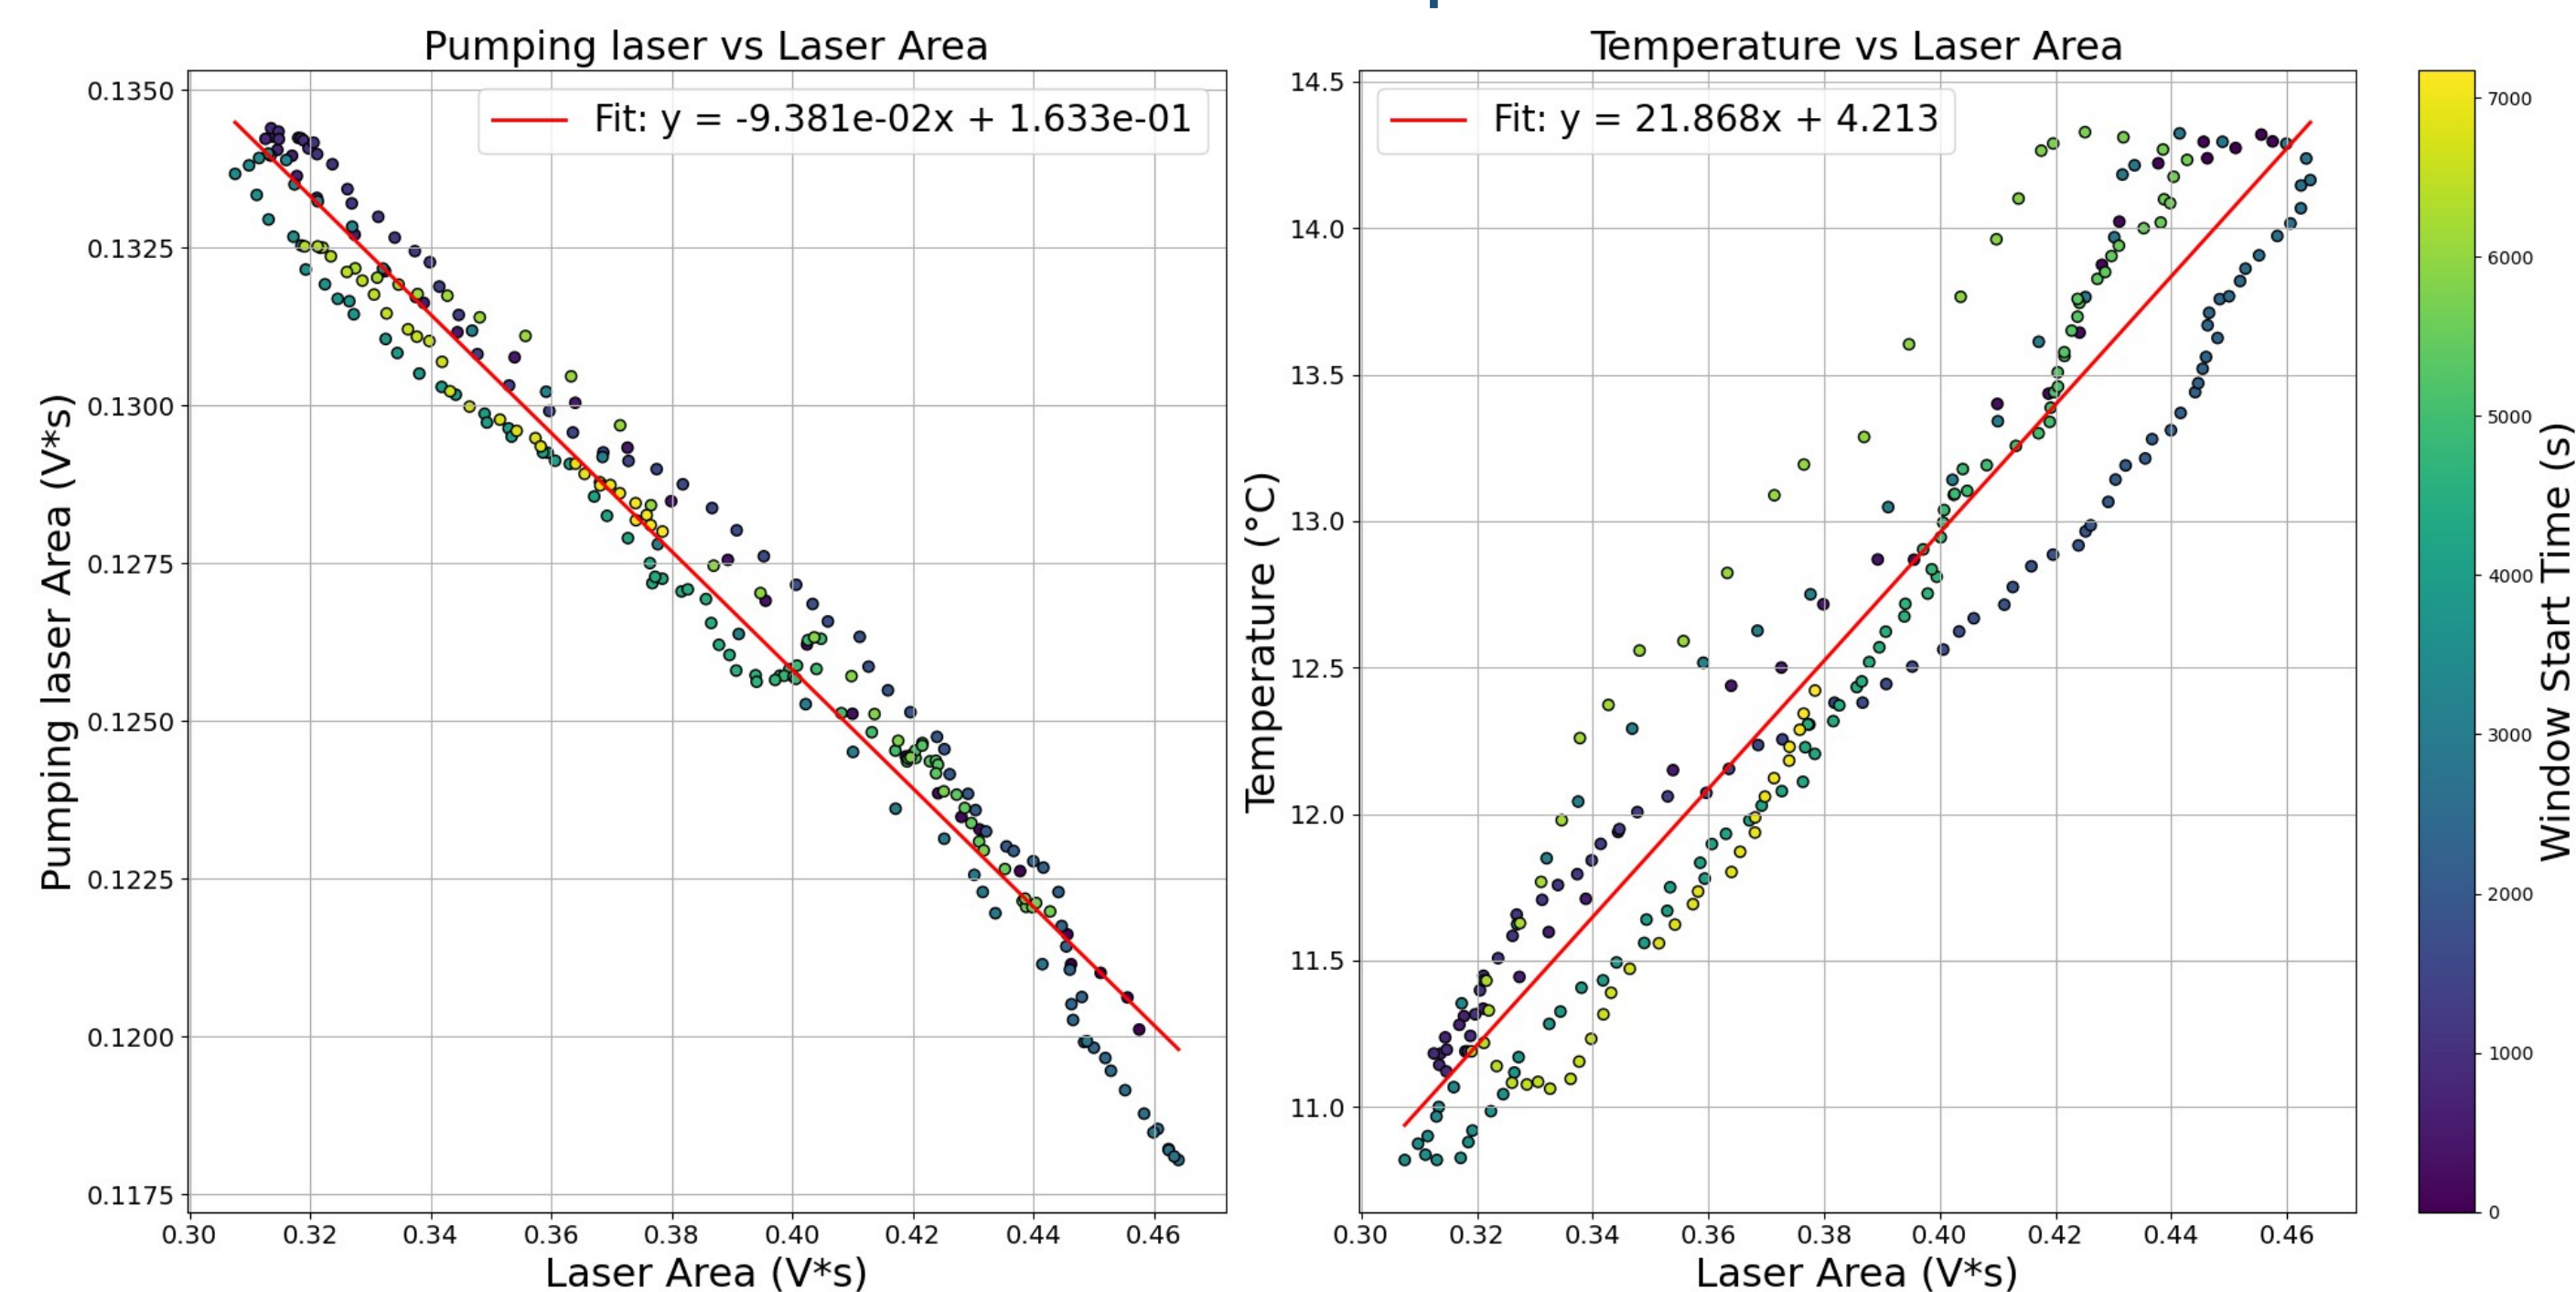 Pumping laser vs Laser Area
Fit: y = -9.381e-02x + 1.633e-01
0.1350
0.1325
0.1300
0.1275
0.1250
0.1225
0.1200
0.1175
Pumping laser Area (V*s)
0.30 0.32 0.34 0.36 0.38 0.40 0.42 0.44 0.46
Laser Area (V*s)
Temperature vs Laser Area
Fit: y = 21.868x + 4.213
14.5
14.0
13.5
13.0
12.5
12.0
11.5
11.0
Temperature (°C)
0.30 0.32 0.34 0.36 0.38 0.40 0.42 0.44 0.46
Laser Area (V*s)
7000
6000
5000
4000
3000
2000
1000
0
Window Start Time (s)